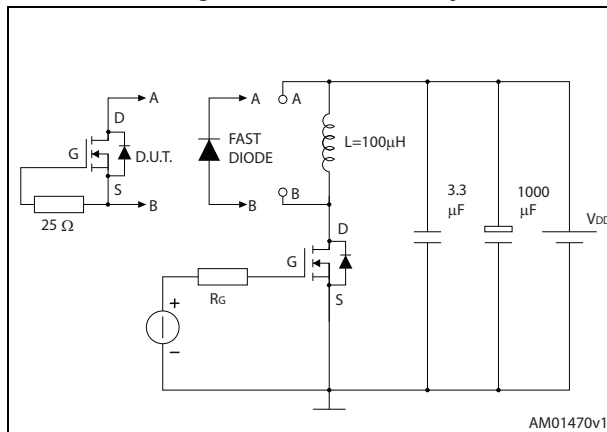 A
A
A
D
G
D.U.T.
FAST
DIODE
L=100μH
S
B
B
B
25 Ω
3.3
μF
1000
μF
VDD
D
G
RG
S
+
−
AM01470v1